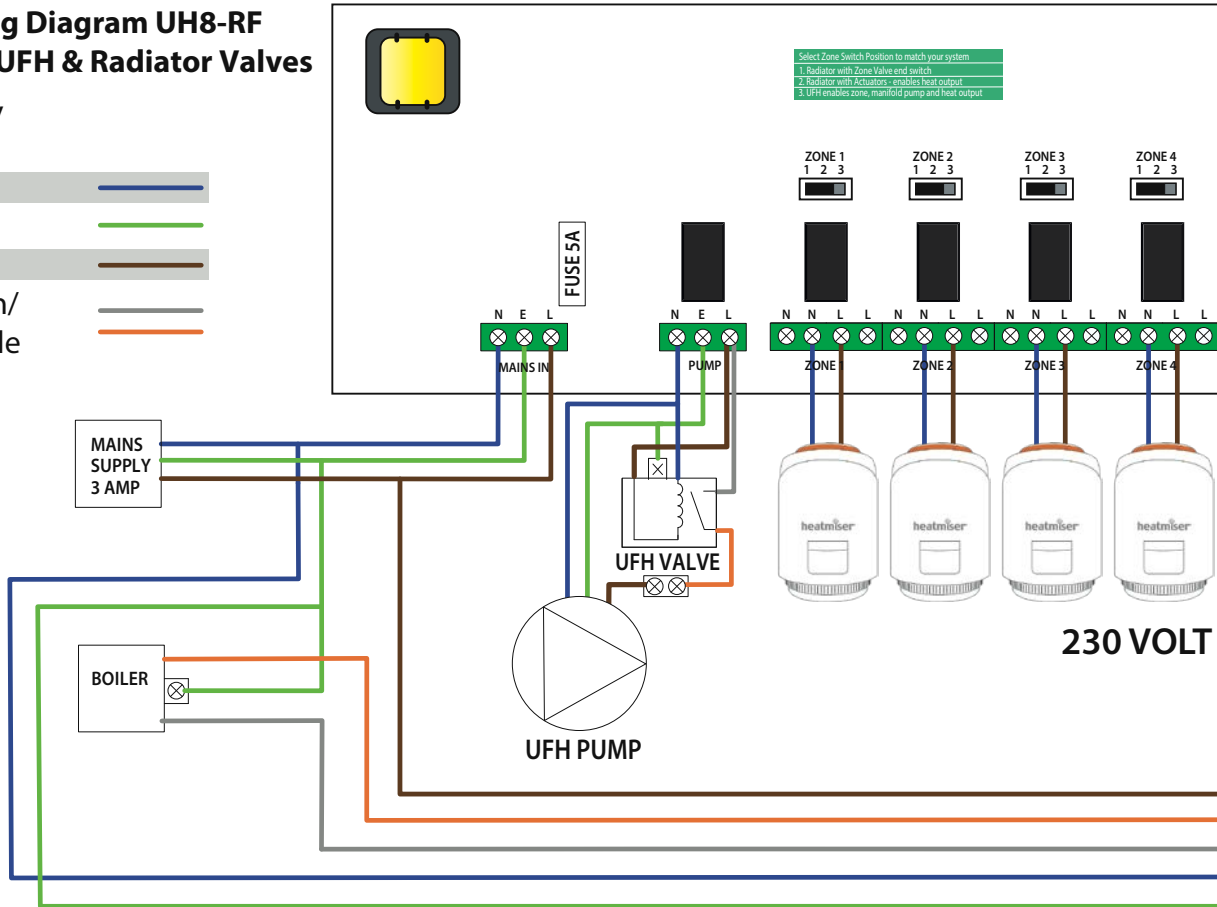 g Diagram UH8-RF
UFH & Radiator Valves
n/
le
Select Zone Switch Position to match your system
1. Radiator with Zone Valve end switch
2. Radiator with Actuators - enables heat output
3. UFH enables zone, manifold pump and heat output
ZONE 1 ZONE 2 ZONE 3 ZONE 4
1 2 3 1 2 3 1 2 3 1 2 3
FUSE 5A
N E L N E L N N L L N N L L N N L L N N L L
MAINS IN PUMP ZONE 1 ZONE 2 ZONE 3 ZONE 4
MAINS
SUPPLY
3 AMP
heatmiser heatmiser heatmiser heatmiser
UFH VALVE
230 VOLT
BOILER
UFH PUMP